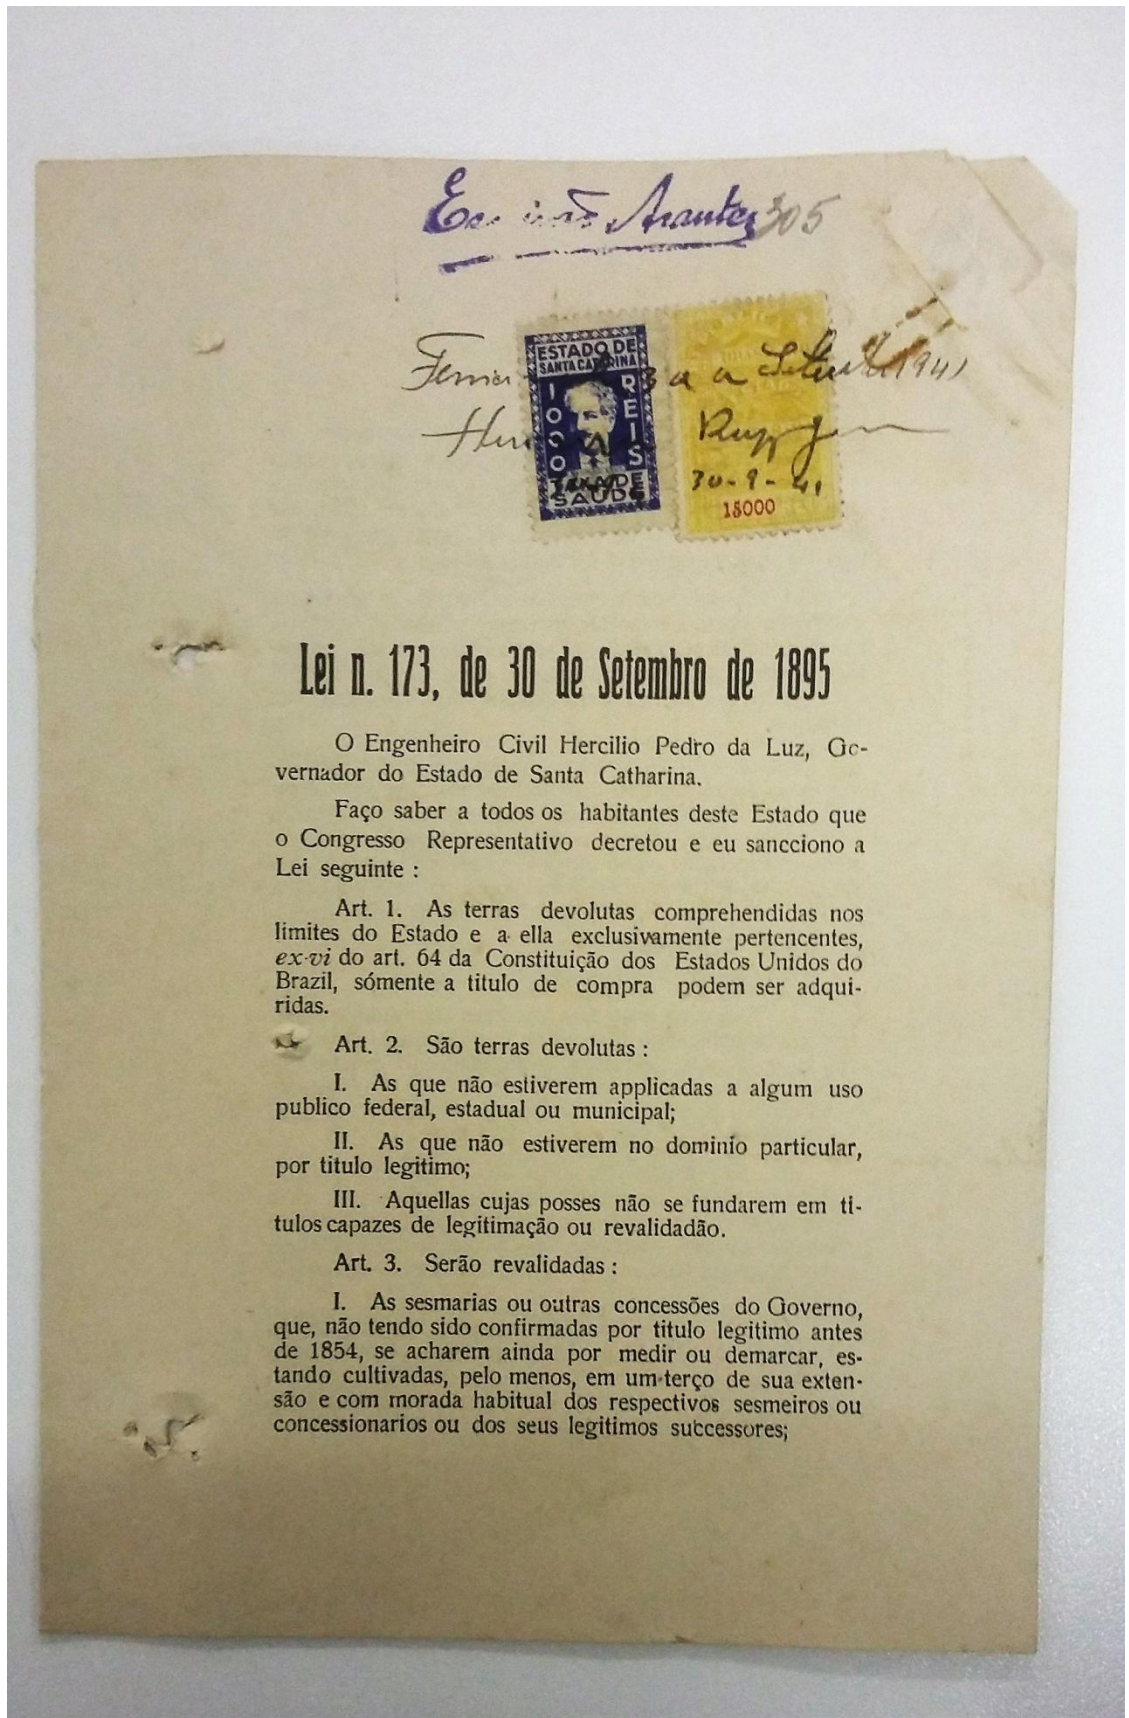 Arantes 305
ESTADO DE
SANTA CATARINA
1000 REIS
TAXA DE
SAUDE
Setembro 1941
30-9-41
1$000
Lei n. 173, de 30 de Setembro de 1895
O Engenheiro Civil Hercilio Pedro da Luz, Go-
vernador do Estado de Santa Catharina.
Faço saber a todos os habitantes deste Estado que
o Congresso Representativo decretou e eu sancciono a
Lei seguinte :
Art. 1. As terras devolutas comprehendidas nos
limites do Estado e a ella exclusivamente pertencentes,
ex-vi do art. 64 da Constituição dos Estados Unidos do
Brazil, sómente a titulo de compra podem ser adqui-
ridas.
Art. 2. São terras devolutas :
I. As que não estiverem applicadas a algum uso
publico federal, estadual ou municipal;
II. As que não estiverem no dominio particular,
por titulo legitimo;
III. Aquellas cujas posses não se fundarem em ti-
tulos capazes de legitimação ou revalidadão.
Art. 3. Serão revalidadas :
I. As sesmarias ou outras concessões do Governo,
que, não tendo sido confirmadas por titulo legitimo antes
de 1854, se acharem ainda por medir ou demarcar, es-
tando cultivadas, pelo menos, em um terço de sua exten-
são e com morada habitual dos respectivos sesmeiros ou
concessionarios ou dos seus legitimos successores;